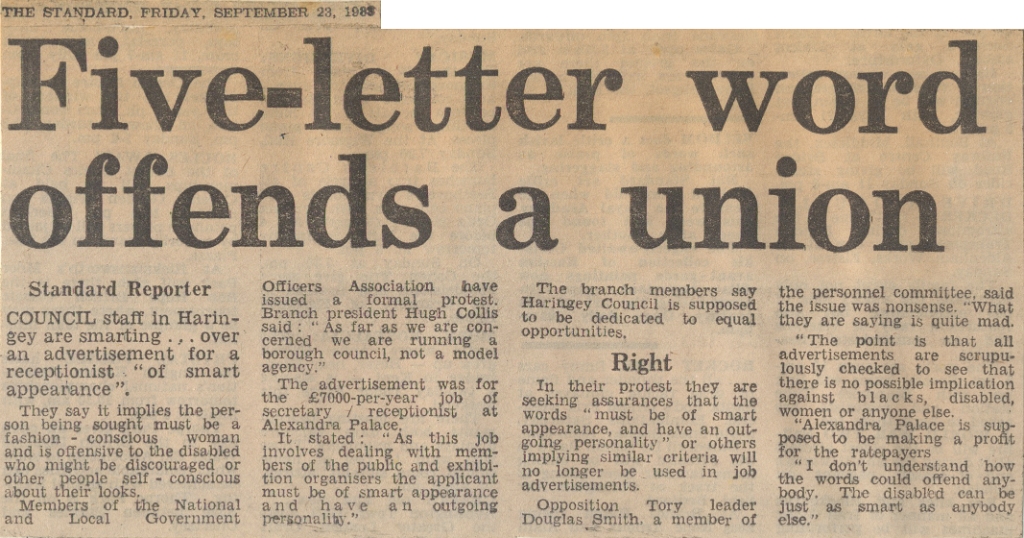 THE STANDARD, FRIDAY, SEPTEMBER 23, 1983
Five-letter word
offends a union
Standard Reporter
COUNCIL staff in Harin-
gey are smarting ... over
an advertisement for a
receptionist "of smart
appearance".
They say it implies the per-
son being sought must be a
fashion - conscious woman
and is offensive to the disabled
who might be discouraged or
other people self - conscious
about their looks.
Members of the National
and Local Government
Officers Association have
issued a formal protest.
Branch president Hugh Collis
said : "As far as we are con-
cerned we are running a
borough council, not a model
agency."
The advertisement was for
the £7000-per-year job of
secretary / receptionist at
Alexandra Palace.
It stated : "As this job
involves dealing with mem-
bers of the public and exhibi-
tion organisers the applicant
must be of smart appearance
and have an outgoing
personality."
The branch members say
Haringey Council is supposed
to be dedicated to equal
opportunities.
Right
In their protest they are
seeking assurances that the
words "must be of smart
appearance, and have an out-
going personality" or others
implying similar criteria will
no longer be used in job
advertisements.
Opposition Tory leader
Douglas Smith, a member of
the personnel committee, said
the issue was nonsense. "What
they are saying is quite mad.
"The point is that all
advertisements are scrupu-
lously checked to see that
there is no possible implication
against blacks, disabled,
women or anyone else.
"Alexandra Palace is sup-
posed to be making a profit
for the ratepayers
"I don't understand how
the words could offend any-
body. The disabled can be
just as smart as anybody
else."